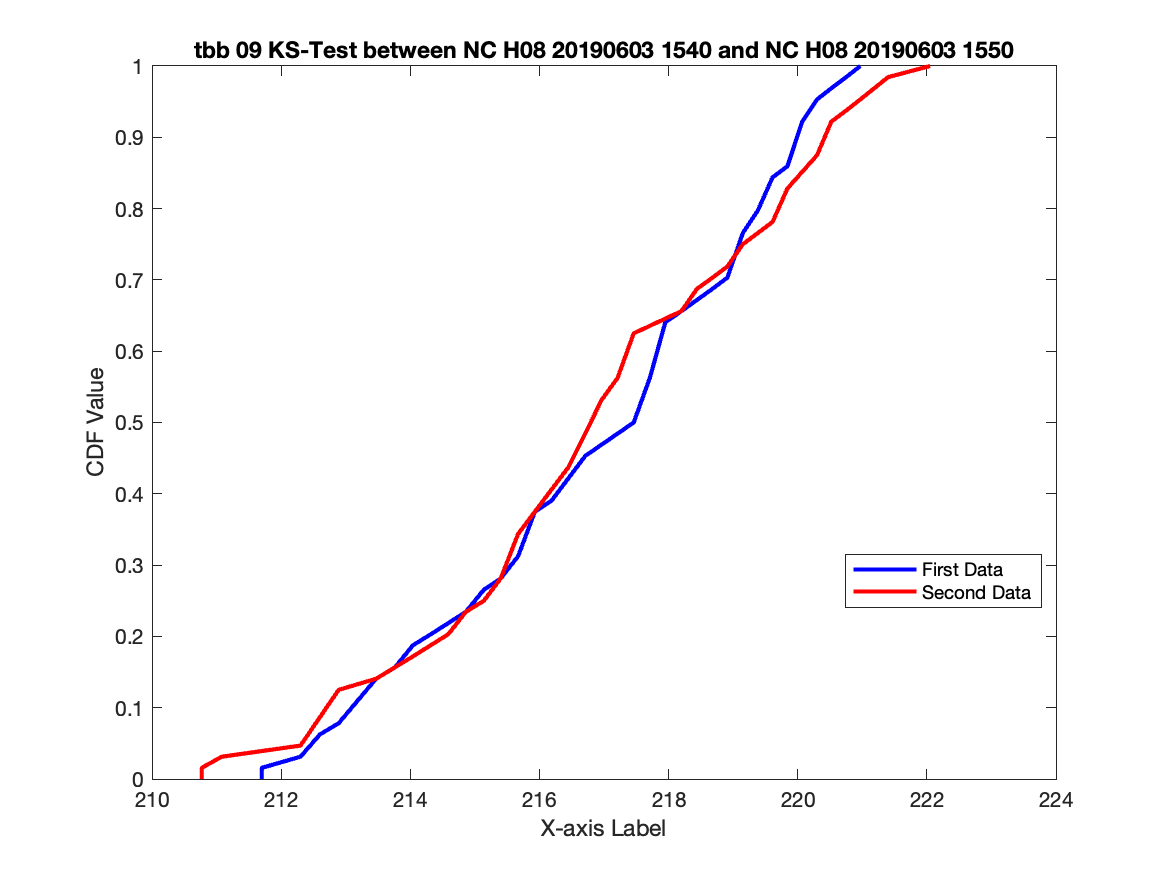 tbb 09 KS-Test between NC H08 20190603 1540 and NC H08 20190603 1550
1
0.9
0.8
0.7
0.6
0.5
0.4
0.3
0.2
0.1
0
CDF Value
First Data
Second Data
210 212 214 216 218 220 222 224
X-axis Label